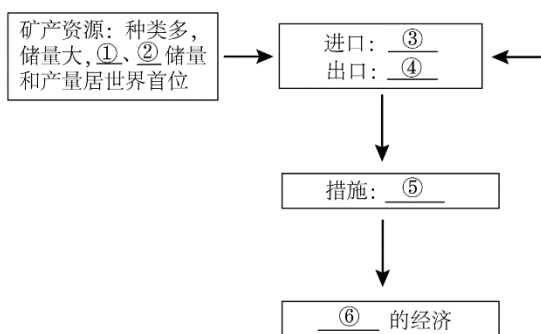 矿产资源：种类多，
储量大，①、②储量
和产量居世界首位
进口：③
出口：④
措施：⑤
⑥ 的经济